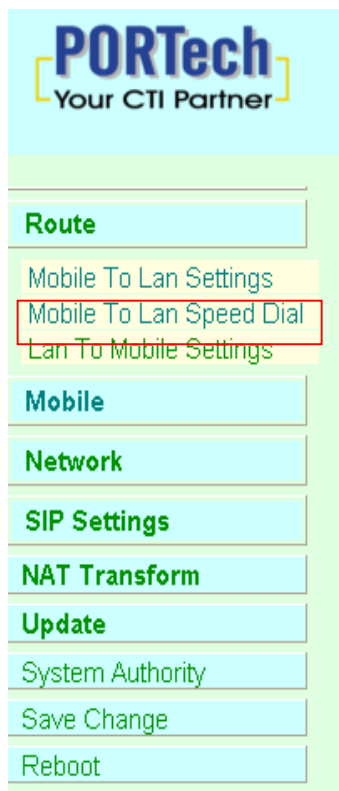 PORTech
Your CTI Partner
Route
Mobile To Lan Settings
Mobile To Lan Speed Dial
Lan To Mobile Settings
Mobile
Network
SIP Settings
NAT Transform
Update
System Authority
Save Change
Reboot